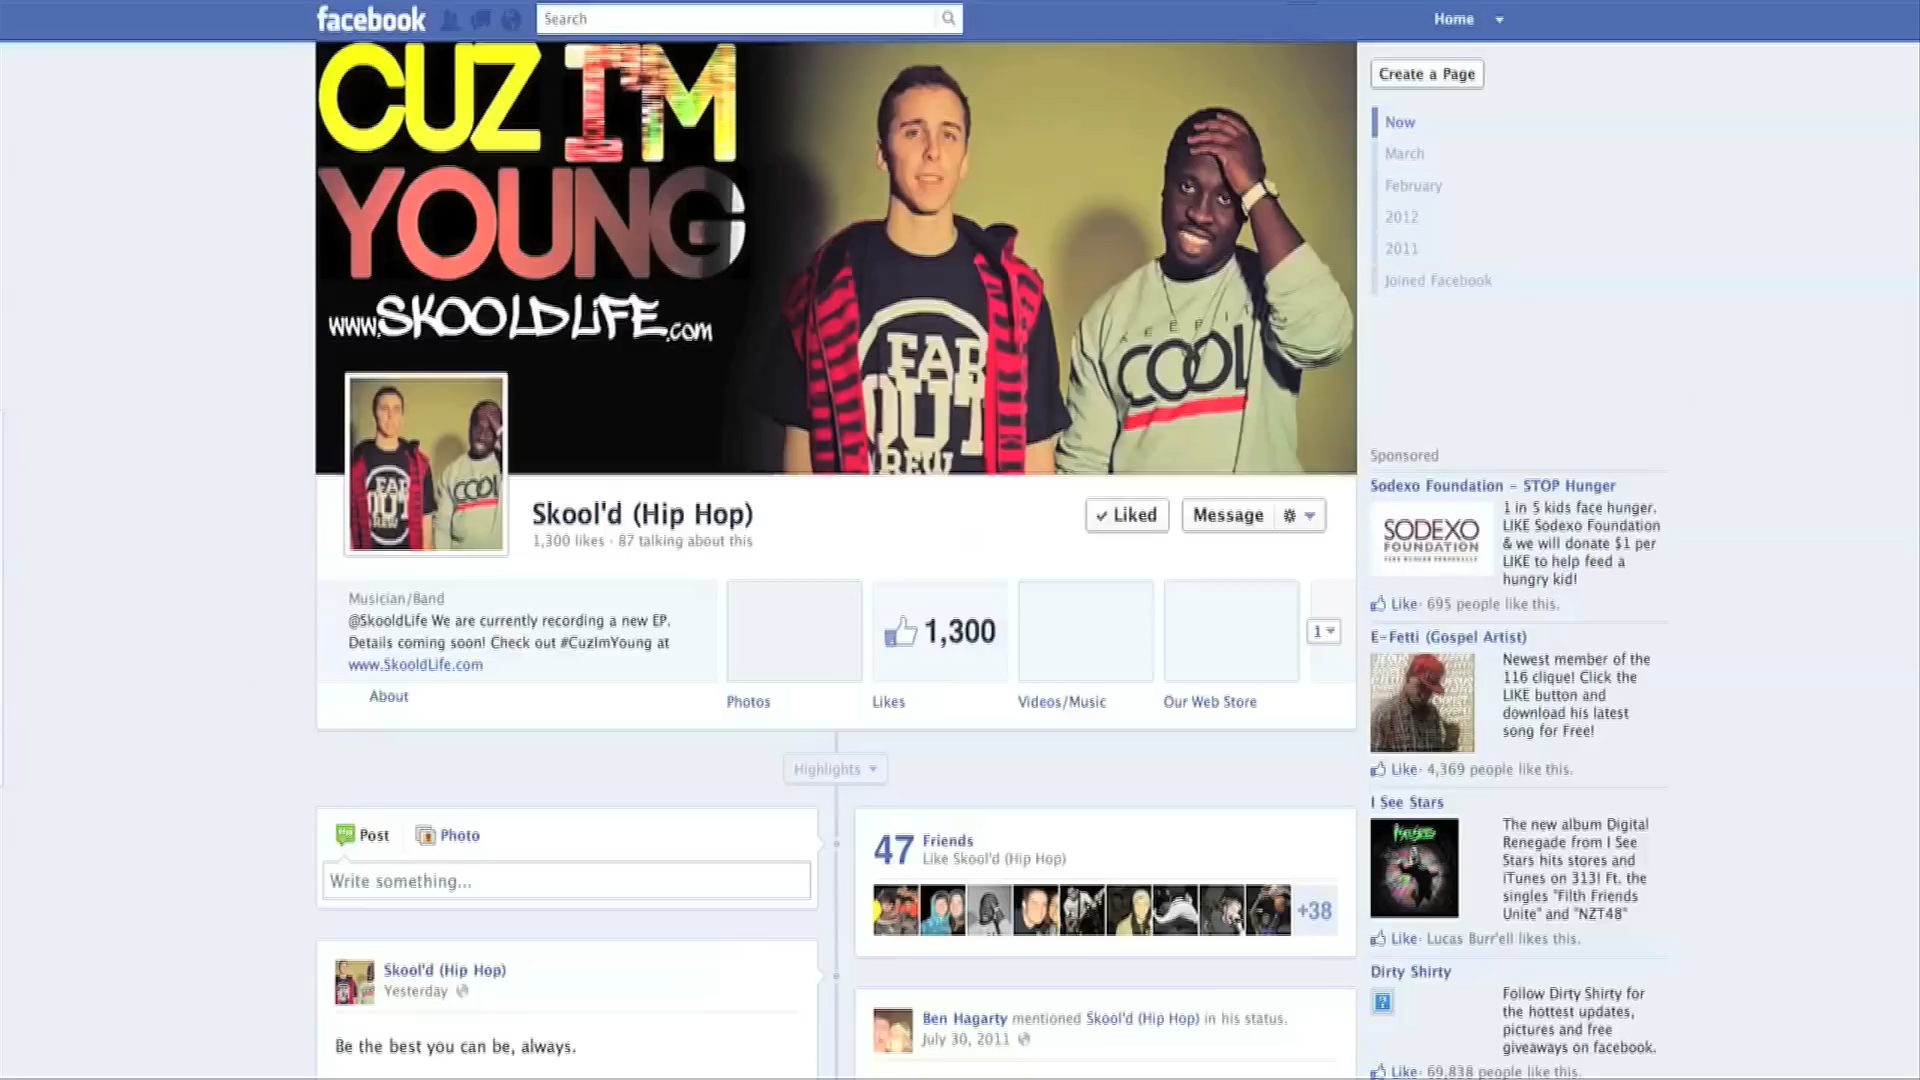 facebook
Search
Home
CUZ I'M
YOUNG
www.SKOOLDLIFE.com
FAR
OUT
CREW
KEEP IT
COOL
FAR
OUT
COOL
Skool'd (Hip Hop)
1,300 likes · 87 talking about this
Liked
Message
Musician/Band
@SkooldLife We are currently recording a new EP.
Details coming soon! Check out #CuzImYoung at
www.SkooldLife.com
About
Photos
1,300
Likes
Videos/Music
Our Web Store
1
Highlights
Post
Photo
Write something...
Skool'd (Hip Hop)
Yesterday
Be the best you can be, always.
47
Friends
Like Skool'd (Hip Hop)
+38
Ben Hagarty mentioned Skool'd (Hip Hop) in his status.
July 30, 2011
Create a Page
Now
March
February
2012
2011
Joined Facebook
Sponsored
Sodexo Foundation - STOP Hunger
SODEXO
FOUNDATION
1 in 5 kids face hunger.
LIKE Sodexo Foundation
& we will donate $1 per
LIKE to help feed a
hungry kid!
Like · 695 people like this.
E-Fetti (Gospel Artist)
Newest member of the
116 clique! Click the
LIKE button and
download his latest
song for Free!
Like · 4,369 people like this.
I See Stars
The new album Digital
Renegade from I See
Stars hits stores and
iTunes on 313! Ft. the
singles "Filth Friends
Unite" and "NZT48"
Like · Lucas Burr'ell likes this.
Dirty Shirty
Follow Dirty Shirty for
the hottest updates,
pictures and free
giveaways on facebook.
Like · 69,838 people like this.